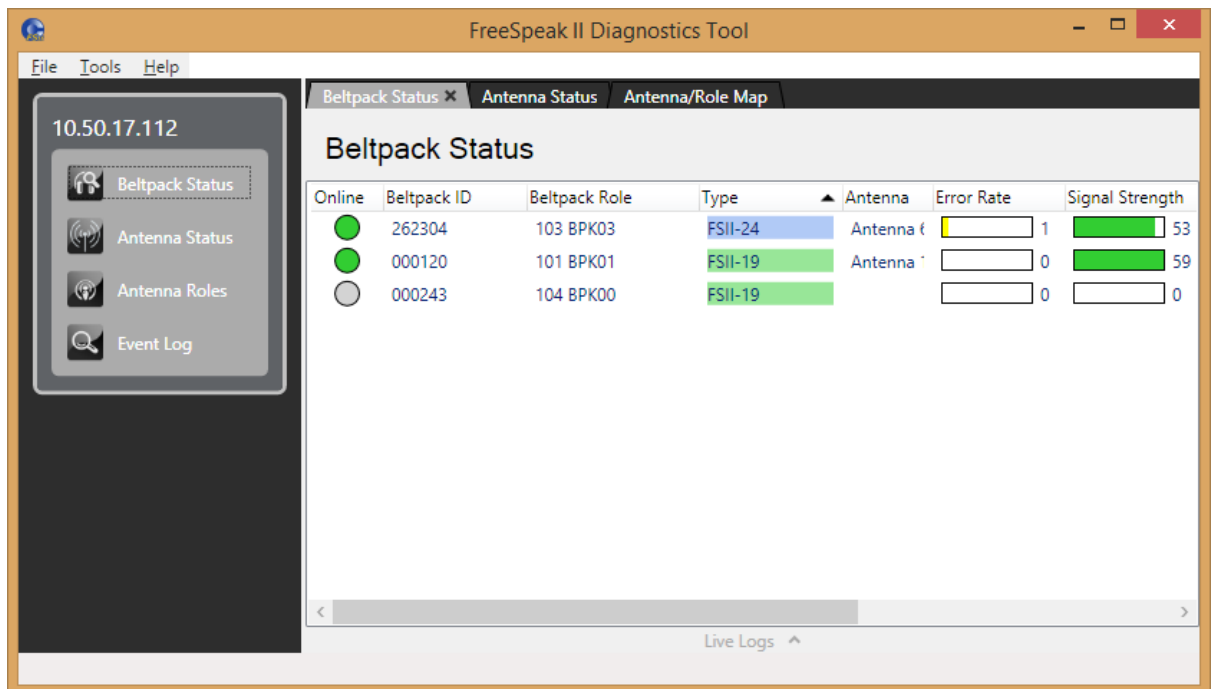 FreeSpeak II Diagnostics Tool
File Tools Help
10.50.17.112
Beltpack Status
Antenna Status
Antenna Roles
Event Log
Beltpack Status Antenna Status Antenna/Role Map
Beltpack Status
Online Beltpack ID Beltpack Role Type Antenna Error Rate Signal Strength
262304 103 BPK03 FSII-24 Antenna 1 53
000120 101 BPK01 FSII-19 Antenna 0 59
000243 104 BPK00 FSII-19 0 0
Live Logs